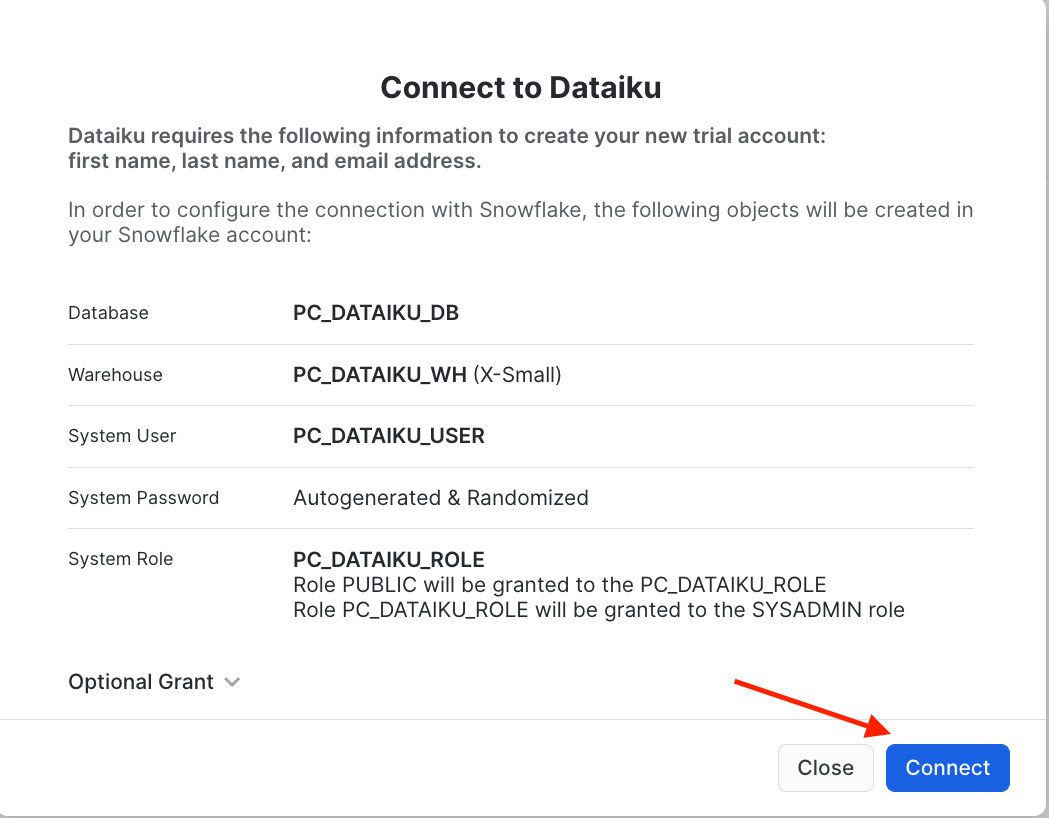 Connect to Dataiku
Dataiku requires the following information to create your new trial account:
first name, last name, and email address.
In order to configure the connection with Snowflake, the following objects will be created in
your Snowflake account:
Database PC_DATAIKU_DB
Warehouse PC_DATAIKU_WH (X-Small)
System User PC_DATAIKU_USER
System Password Autogenerated & Randomized
System Role PC_DATAIKU_ROLE
Role PUBLIC will be granted to the PC_DATAIKU_ROLE
Role PC_DATAIKU_ROLE will be granted to the SYSADMIN role
Optional Grant
Close Connect